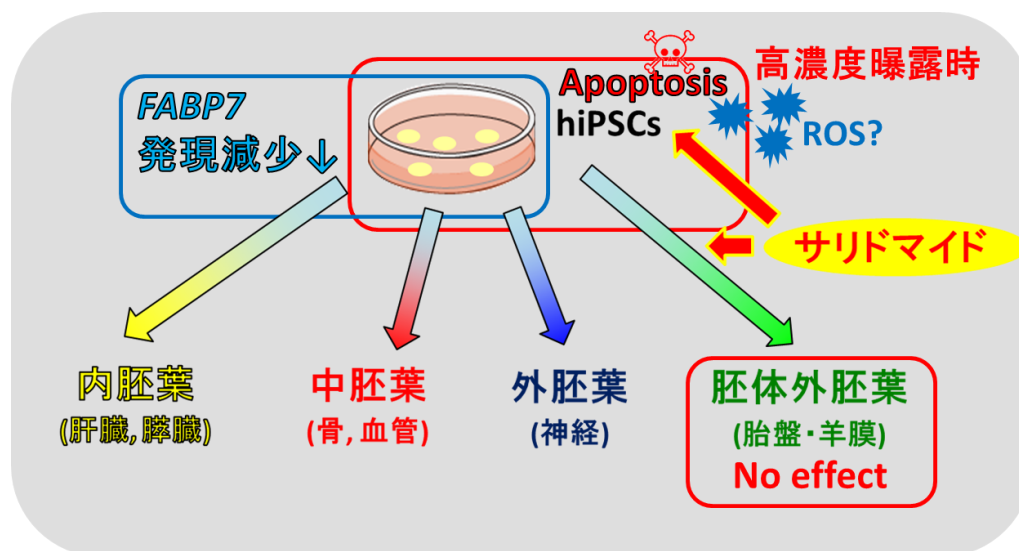 高濃度曝露時
Apoptosis
FABP7
hiPSCs
ROS?
発現減少↓
サリドマイド
内胚葉
(肝臓,膵臓)
中胚葉
(骨,血管)
外胚葉
(神経)
胚体外胚葉
(胎盤・羊膜)
No effect